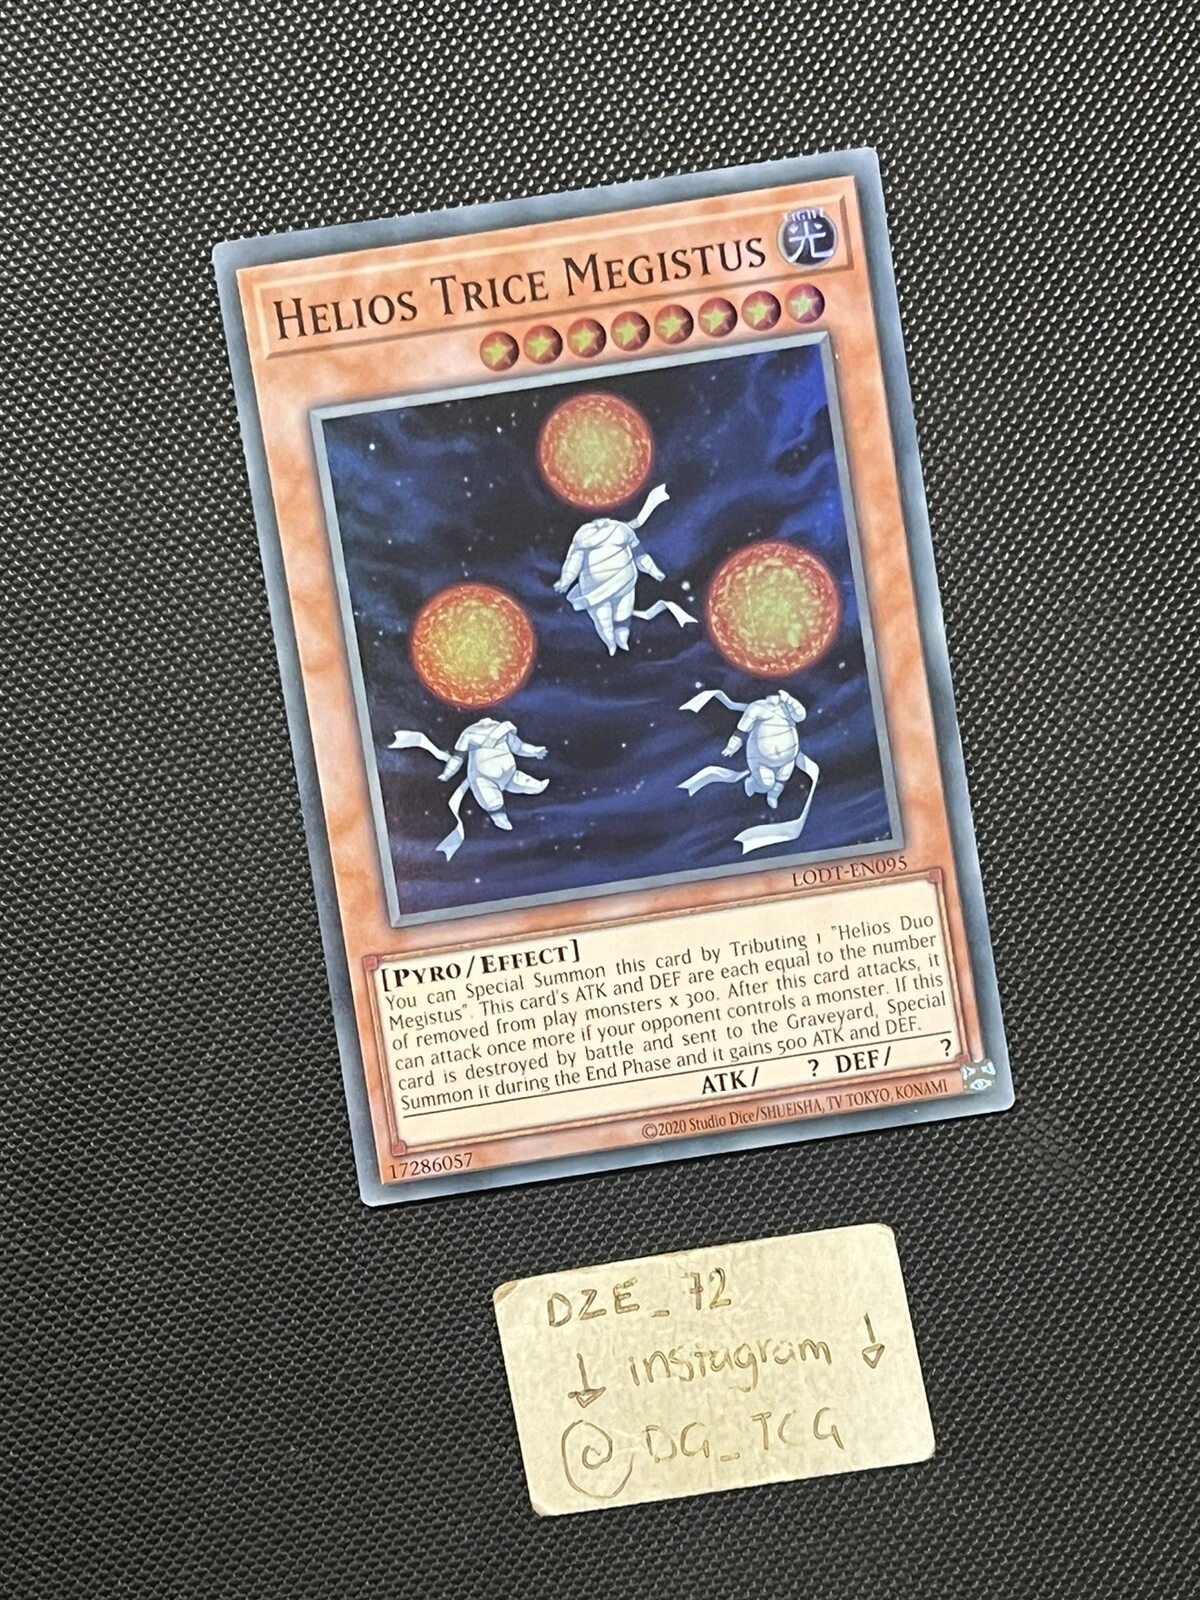 HELIOS TRICE MEGISTUS
LIGHT
光
LODT-EN095
[PYRO/EFFECT]
You can Special Summon this card by Tributing 1 "Helios Duo
Megistus". This card's ATK and DEF are each equal to the number
of removed from play monsters x 300. After this card attacks, it
can attack once more if your opponent controls a monster. If this
card is destroyed by battle and sent to the Graveyard, Special
Summon it during the End Phase and it gains 500 ATK and DEF.
ATK/ ? DEF/ ?
17286057
©2020 Studio Dice/SHUEISHA, TV TOKYO, KONAMI
DZE_72
↓ instagram ↓
@ DG_TCG